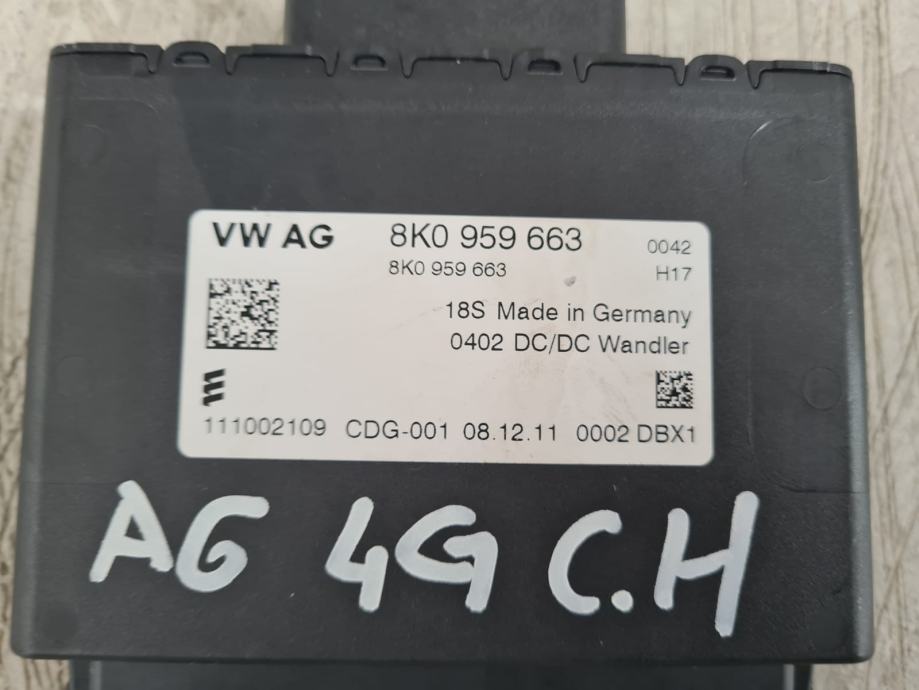 VW AG 8K0 959 663 0042
8K0 959 663 H17
18S Made in Germany
0402 DC/DC Wandler
111002109 CDG-001 08.12.11 0002 DBX1
A6 4G C.H